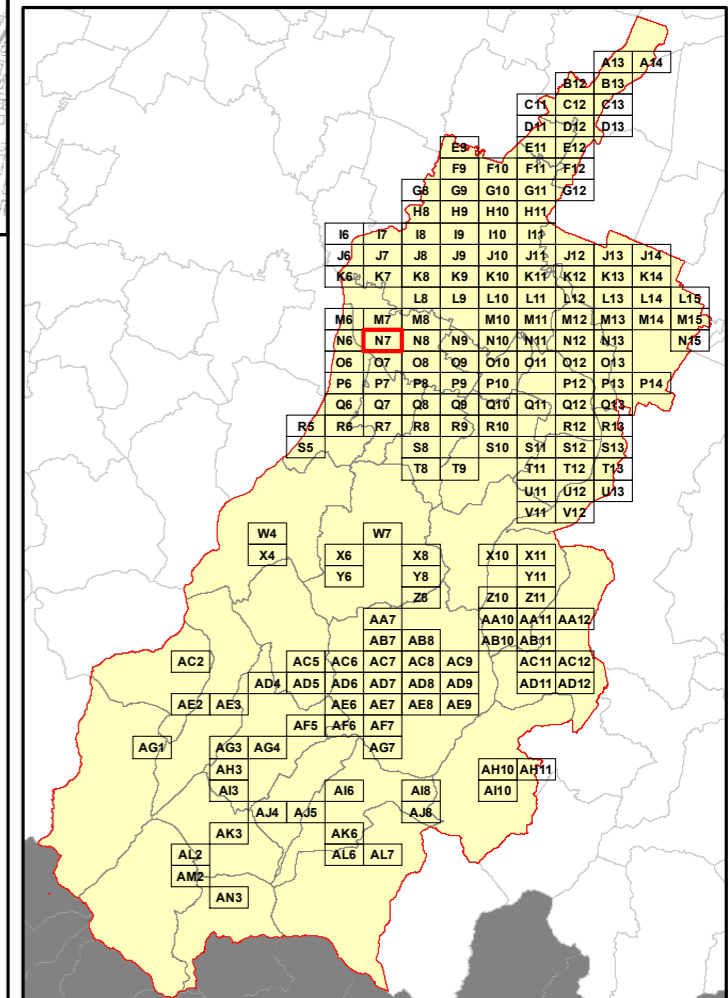 A13 A14
B12 B13
C11 C12 C13
D11 D12 D13
E9 E11 E12
F9 F10 F11 F12
G8 G9 G10 G11 G12
H8 H9 H10 H11
I6 I7 I8 I9 I10 I11
J6 J7 J8 J9 J10 J11 J12 J13 J14
K6 K7 K8 K9 K10 K11 K12 K13 K14
L8 L9 L10 L11 L12 L13 L14 L15
M6 M7 M8 M10 M11 M12 M13 M14 M15
N6 N7 N8 N9 N10 N11 N12 N13 N15
O6 O7 O8 O9 O10 O11 O12 O13
P6 P7 P8 P9 P10 P12 P13 P14
Q6 Q7 Q8 Q9 Q10 Q11 Q12 Q13
R5 R6 R7 R8 R9 R10 R12 R13
S5 S8 S10 S11 S12 S13
T8 T9 T11 T12 T13
U11 U12 U13
V11 V12
W4 W7
X4 X6 X8 X10 X11
Y6 Y8 Y11
Z8 Z10 Z11
AA7 AA10 AA11 AA12
AB7 AB8 AB10 AB11
AC2 AC5 AC6 AC7 AC8 AC9 AC11 AC12
AD4 AD5 AD6 AD7 AD8 AD9 AD11 AD12
AE2 AE3 AE6 AE7 AE8 AE9
AF5 AF6 AF7
AG1 AG3 AG4 AG7
AH3 AH10 AH11
AI3 AI6 AI8 AI10
AJ4 AJ5 AJ8
AK3 AK6
AL2 AL6 AL7
AM2
AN3